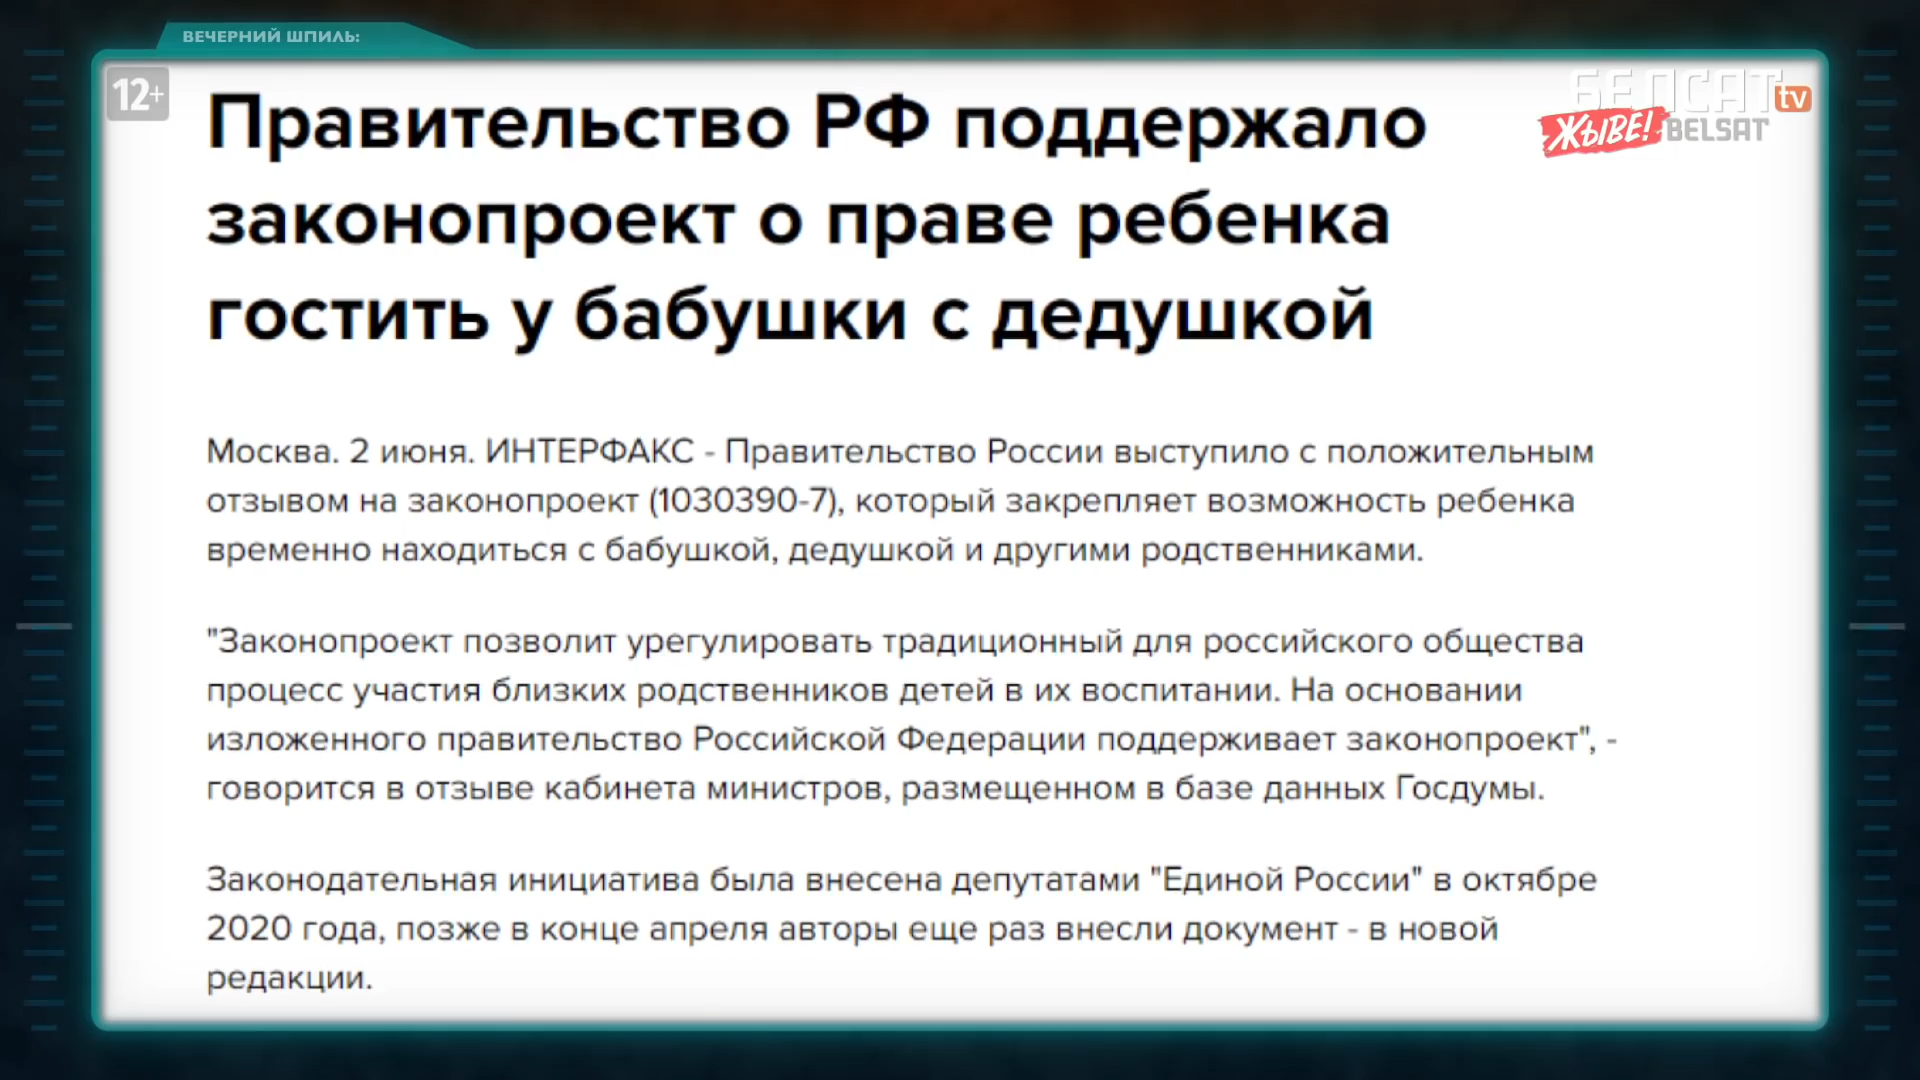 ВЕЧЕРНИЙ ШПИЛЬ:
12+
БЕЛСАТ tv
ЖЫВЕ! BELSAT
Правительство РФ поддержало
законопроект о праве ребенка
гостить у бабушки с дедушкой
Москва. 2 июня. ИНТЕРФАКС - Правительство России выступило с положительным
отзывом на законопроект (1030390-7), который закрепляет возможность ребенка
временно находиться с бабушкой, дедушкой и другими родственниками.
"Законопроект позволит урегулировать традиционный для российского общества
процесс участия близких родственников детей в их воспитании. На основании
изложенного правительство Российской Федерации поддерживает законопроект", -
говорится в отзыве кабинета министров, размещенном в базе данных Госдумы.
Законодательная инициатива была внесена депутатами "Единой России" в октябре
2020 года, позже в конце апреля авторы еще раз внесли документ - в новой
редакции.